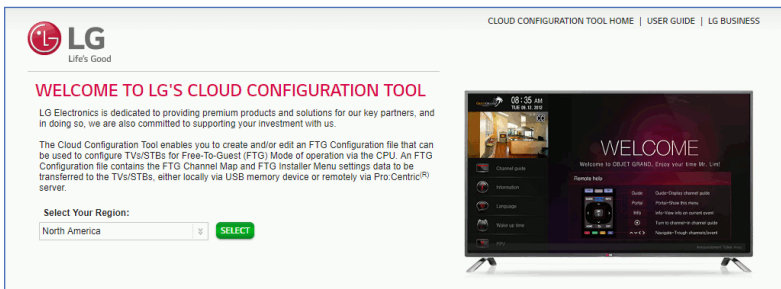 CLOUD CONFIGURATION TOOL HOME | USER GUIDE | LG BUSINESS
LG
Life's Good
WELCOME TO LG'S CLOUD CONFIGURATION TOOL
LG Electronics is dedicated to providing premium products and solutions for our key partners, and
in doing so, we are also committed to supporting your investment with us.
The Cloud Configuration Tool enables you to create and/or edit an FTG Configuration file that can
be used to configure TVs/STBs for Free-To-Guest (FTG) Mode of operation via the CPU. An FTG
Configuration file contains the FTG Channel Map and FTG Installer Menu settings data to be
transferred to the TVs/STBs, either locally via USB memory device or remotely via Pro:Centric(R)
server.
Select Your Region:
North America
SELECT
08:35 AM
TUE
2012
Channel guide
Information
Language
Wake up time
WELCOME
Welcome to OBJET GRAND, Enjoy your time Mr. Lim!
Remote help
Guide Guide-Display channel guide
Portal Portal-Show this menu
Info Info-View info on current event
Turn to channel-in channel guide
Navigate-Trough channels/event